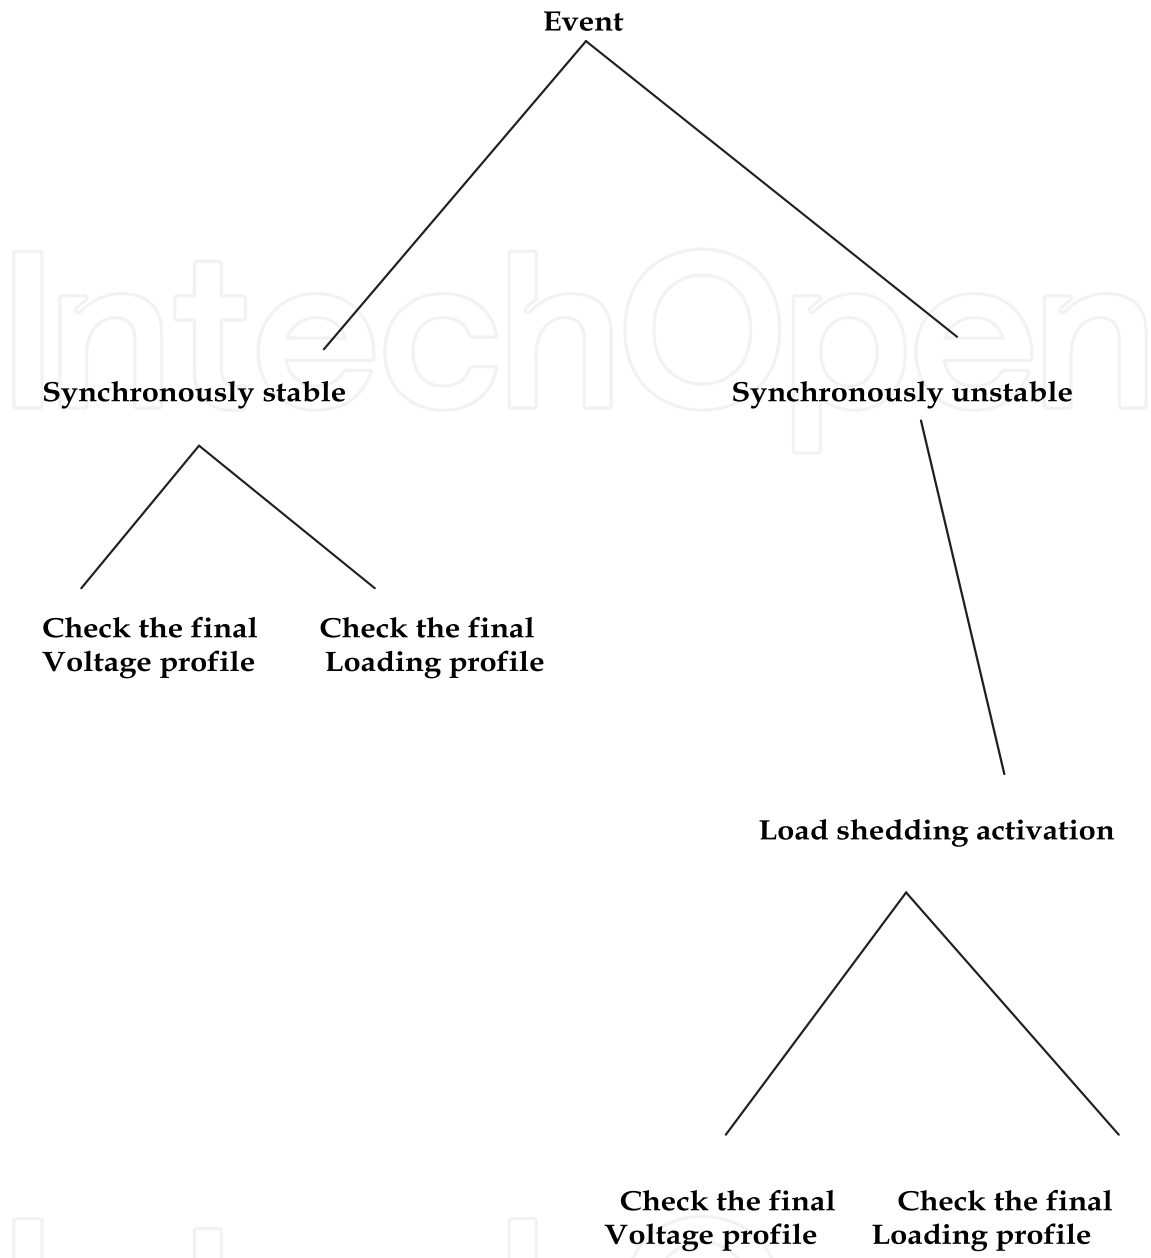 Event
IntechOpen
Synchronously stable
Synchronously unstable
Check the final
Voltage profile
Check the final
Loading profile
Load shedding activation
Check the final
Voltage profile
Check the final
Loading profile